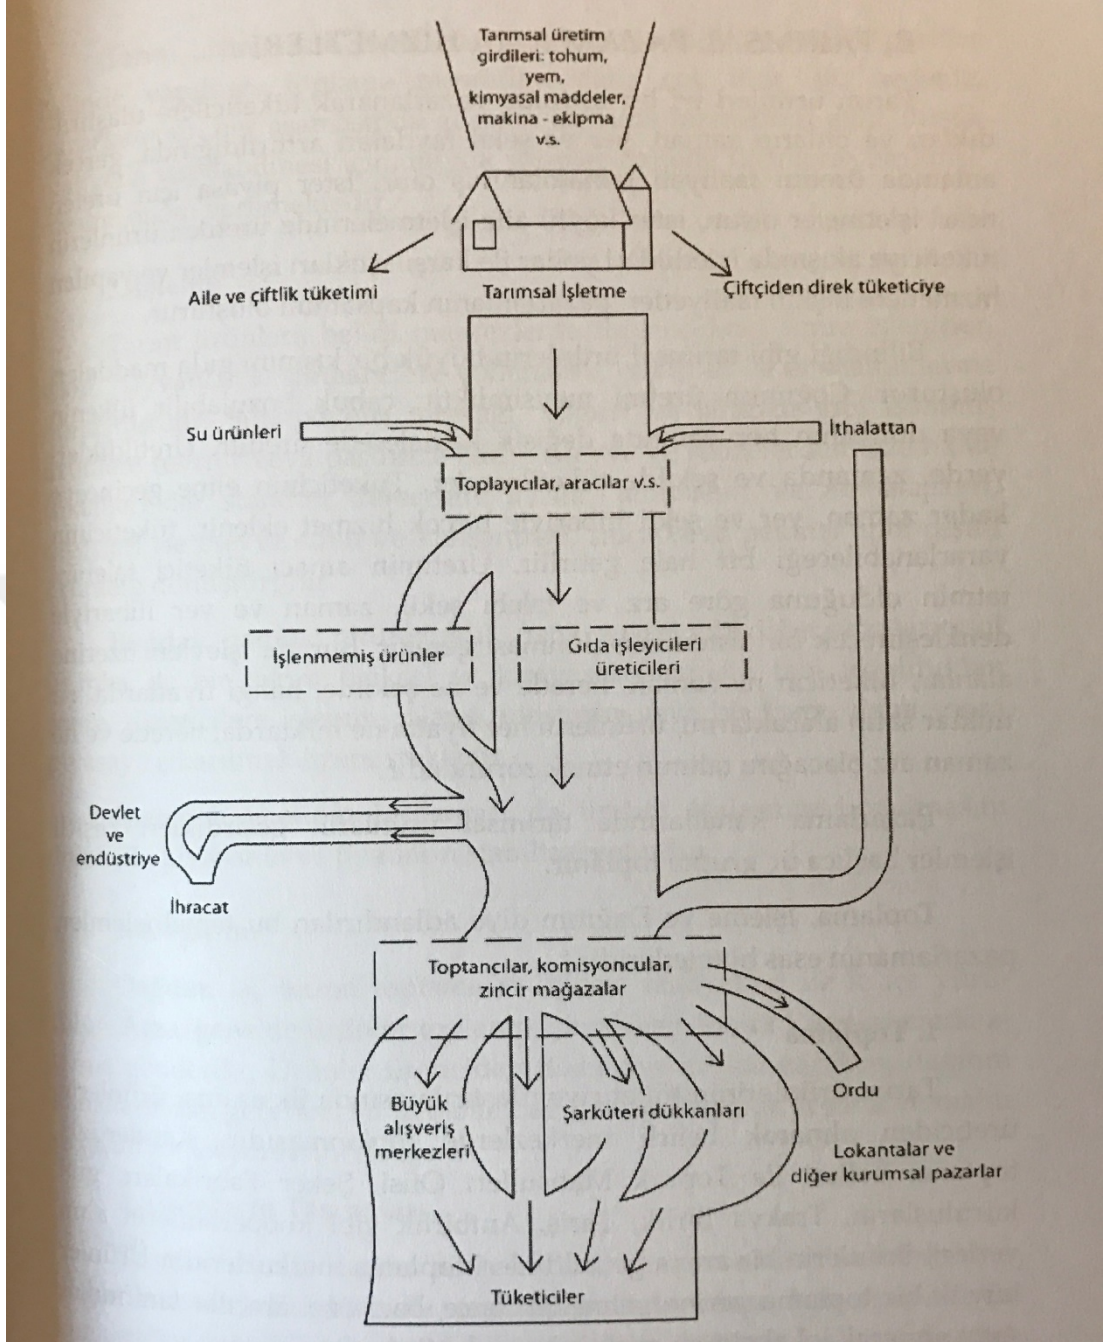 Tarımsal üretim
girdileri: tohum,
yem,
kimyasal maddeler,
makina - ekipma
v.s.
Aile ve çiftlik tüketimi
Tarımsal İşletme
Çiftçiden direk tüketiciye
Su ürünleri
İthalattan
Toplayıcılar, aracılar v.s.
İşlenmemiş ürünler
Gıda işleyicileri
üreticileri
Devlet
ve
endüstriye
İhracat
Toptancılar, komisyoncular,
zincir mağazalar
Ordu
Büyük
alışveriş
merkezleri
Şarküteri dükkanları
Lokantalar ve
diğer kurumsal pazarlar
Tüketiciler